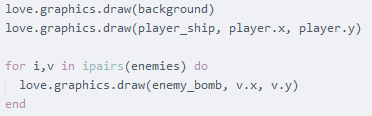 love.graphics.draw(background)
love.graphics.draw(player_ship, player.x, player.y)

for i,v in ipairs(enemies) do
  love.graphics.draw(enemy_bomb, v.x, v.y)
end